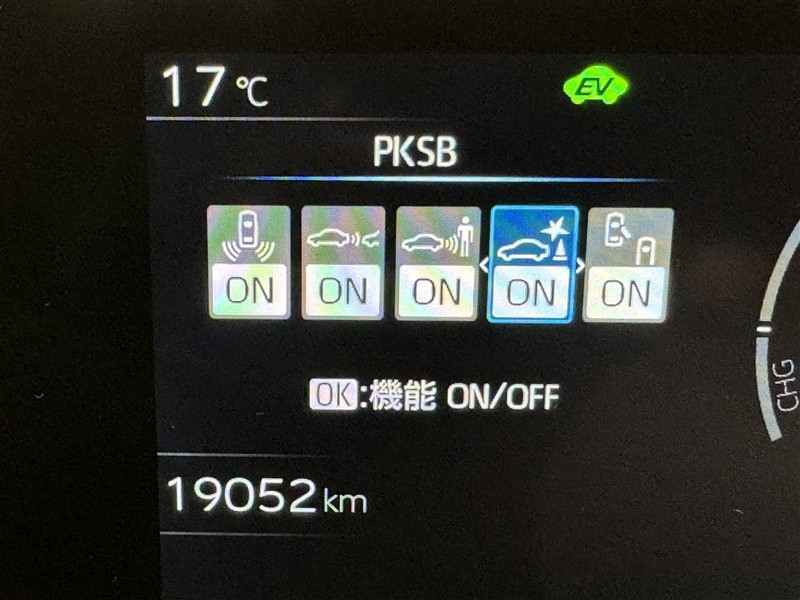 17°C
EV
PKSB
ON ON ON ON ON
OK:機能 ON/OFF
CHG
19052km